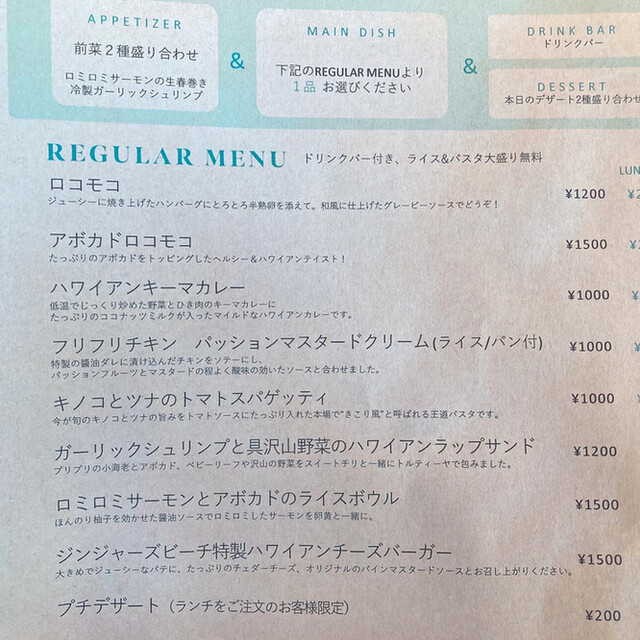 APPETIZER
前菜２種盛り合わせ
ロミロミサーモンの生春巻き
冷製ガーリックシュリンプ
&
MAIN DISH
下記のREGULAR MENUより
１品 お選びください
&
DRINK BAR
ドリンクバー
DESSERT
本日のデザート2種盛り合わせ
REGULAR MENU ドリンクバー付き、ライス&パスタ大盛り無料
ロコモコ ¥1200
ジューシーに焼き上げたハンバーグにとろとろ半熟卵を添えて。和風に仕上げたグレービーソースでどうぞ！
アボカドロコモコ ¥1500
たっぷりのアボカドをトッピングしたヘルシー＆ハワイアンテイスト！
ハワイアンキーマカレー ¥1000
低温でじっくり炒めた野菜とひき肉のキーマカレーに
たっぷりのココナッツミルクが入ったマイルドなハワイアンカレーです。
フリフリチキン パッションマスタードクリーム(ライス/パン付) ¥1000
特製の醤油ダレに漬け込んだチキンをソテーにし、
パッションフルーツとマスタードの程よく酸味の効いたソースと合わせました。
キノコとツナのトマトスパゲッティ ¥1000
今が旬のキノコとツナの旨みをトマトソースにたっぷり入れた本場で“きこり風”と呼ばれる王道パスタです。
ガーリックシュリンプと具沢山野菜のハワイアンラップサンド ¥1200
プリプリの小海老とアボカド、ベビーリーフや沢山の野菜をスイートチリと一緒にトルティーヤで包みました。
ロミロミサーモンとアボカドのライスボウル ¥1500
ほんのり柚子を効かせた醤油ソースでロミロミしたサーモンを卵黄と一緒に。
ジンジャーズビーチ特製ハワイアンチーズバーガー ¥1500
大きめでジューシーなパテに、たっぷりのチェダーチーズ、オリジナルのパインマスタードソースとお召し上がりください。
プチデザート（ランチをご注文のお客様限定） ¥200